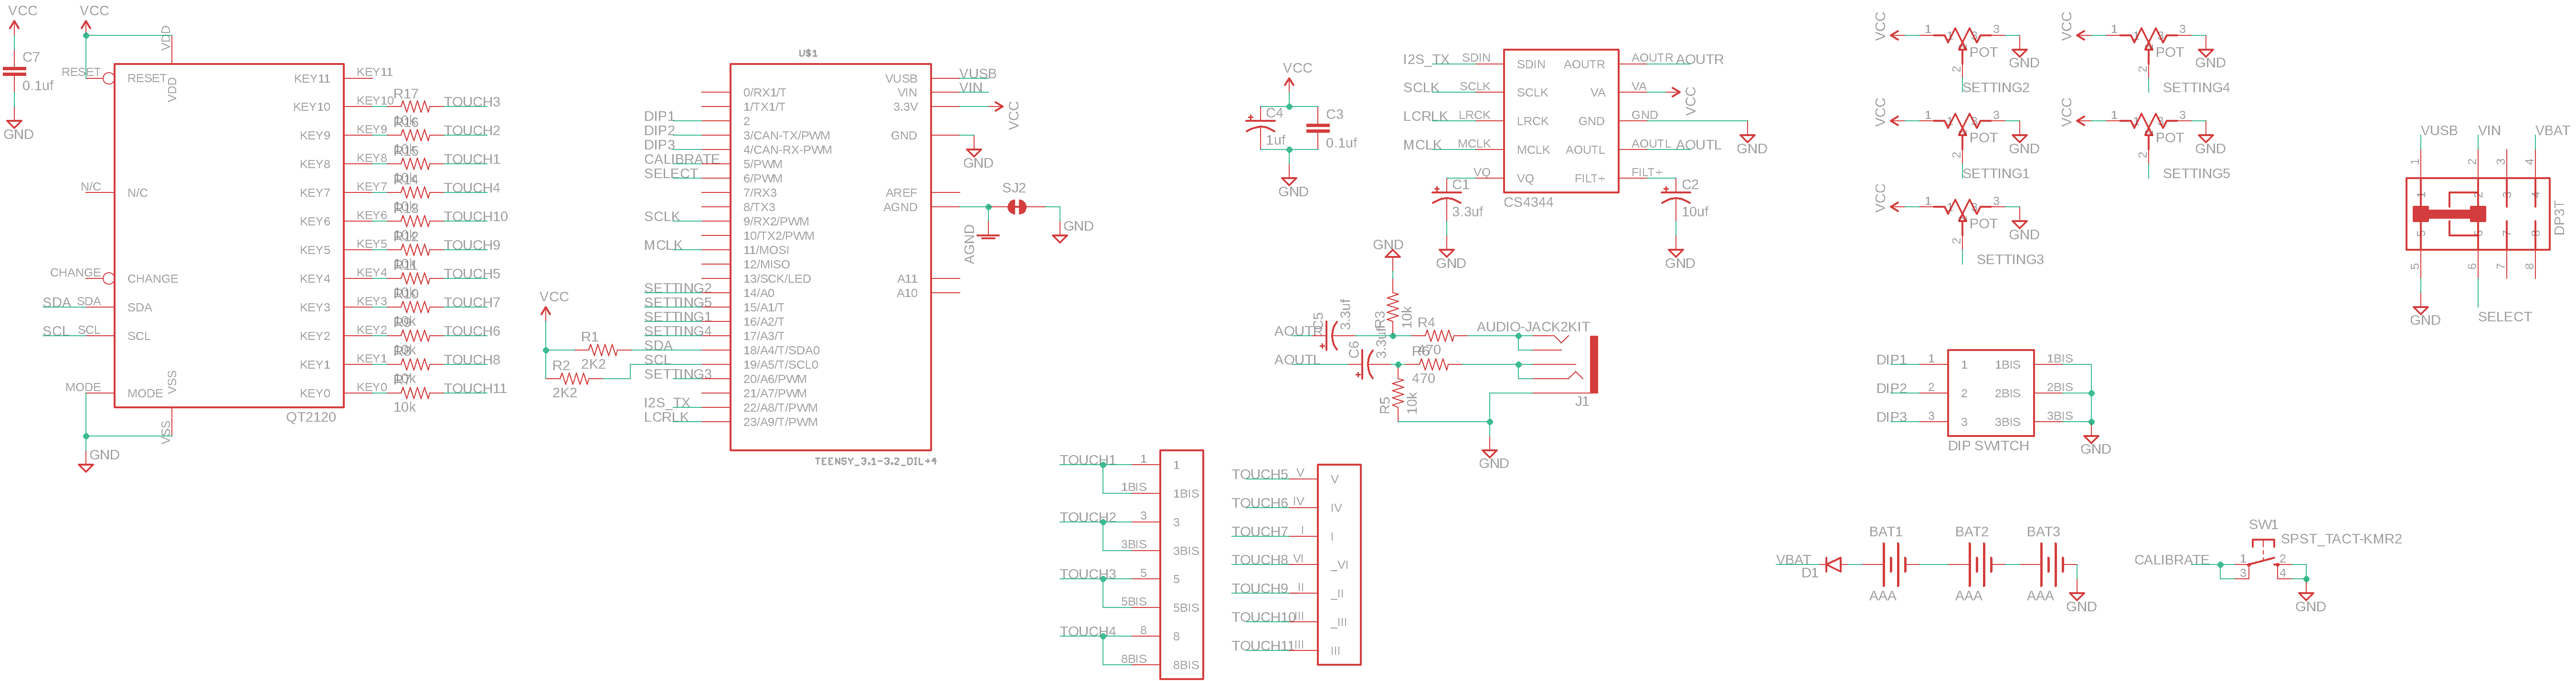 VCC
C7
0.1uf
GND
VCC
VDD
RESET
RESET
VDD
N/C
N/C
CHANGE
CHANGE
SDA SDA
SDA
SCL SCL
SCL
MODE
MODE
VSS
VSS
GND
QT2120
KEY11 KEY11
KEY10 KEY10 R17 TOUCH3
10k
KEY9 KEY9 R16 TOUCH2
10k
KEY8 KEY8 R15 TOUCH1
10k
KEY7 KEY7 R14 TOUCH4
10k
KEY6 KEY6 R13 TOUCH10
10k
KEY5 KEY5 R12 TOUCH9
10k
KEY4 KEY4 R11 TOUCH5
10k
KEY3 KEY3 R10 TOUCH7
10k
KEY2 KEY2 R9 TOUCH6
10k
KEY1 KEY1 R8 TOUCH8
10k
KEY0 KEY0 R7 TOUCH11
10k
VCC
R1
2K2
R2
2K2
U$1
0/RX1/T
1/TX1/T
DIP1 2
DIP2 3/CAN-TX/PWM
DIP3 4/CAN-RX-PWM
CALIBRATE 5/PWM
SELECT 6/PWM
7/RX3
8/TX3
SCLK 9/RX2/PWM
10/TX2/PWM
MCLK 11/MOSI
12/MISO
13/SCK/LED
SETTING2 14/A0
SETTING5 15/A1/T
SETTING1 16/A2/T
SETTING4 17/A3/T
SDA 18/A4/T/SDA0
SCL 19/A5/T/SCL0
SETTING3 20/A6/PWM
21/A7/PWM
I2S_TX 22/A8/T/PWM
LCRLK 23/A9/T/PWM
VUSB VUSB
VIN VIN
3.3V VCC
GND
GND
AREF
AGND
AGND
SJ2
GND
A11
A10
TEENSY_3.1-3.2_DIL+4
TOUCH1 1 1
1BIS 1BIS
TOUCH2 3 3
3BIS 3BIS
TOUCH3 5 5
5BIS 5BIS
TOUCH4 8 8
8BIS 8BIS
TOUCH5 V V
TOUCH6 IV IV
TOUCH7 I I
TOUCH8 VI _VI
TOUCH9 II _II
TOUCH10 III _III
TOUCH11 III III
VCC
C4
1uf
C3
0.1uf
GND
I2S_TX SDIN SDIN
SCLK SCLK SCLK
LCRLK LRCK LRCK
MCLK MCLK MCLK
VQ VQ
AOUTR AOUTR AOUTR
VA VA VCC
GND GND GND
AOUTL AOUTL AOUTL
FILT+ FILT+
CS4344
C1
3.3uf
GND
C2
10uf
GND
GND
AOUTR C5 3.3uf
R3 10k
R4
470
AUDIO-JACK2KIT
AOUTL C6 3.3uf
R6
470
R5 10k
J1
GND
VCC 1 1 3 3 POT GND
2
SETTING2
VCC 1 1 3 3 POT GND
2
SETTING4
VCC 1 1 3 3 POT GND
2
SETTING1
VCC 1 1 3 3 POT GND
2
SETTING5
VCC 1 1 3 3 POT GND
2
SETTING3
VUSB VIN VBAT
1 2 3 4
1 2 3 4
5 6 7 8
5 6 7 8
DP3T
GND
SELECT
DIP1 1 1 1BIS 1BIS
DIP2 2 2 2BIS 2BIS
DIP3 3 3 3BIS 3BIS
DIP SWITCH
GND
VBAT
D1
BAT1
AAA
BAT2
AAA
BAT3
AAA
GND
SW1
SPST_TACT-KMR2
CALIBRATE 1 2
3 4
GND